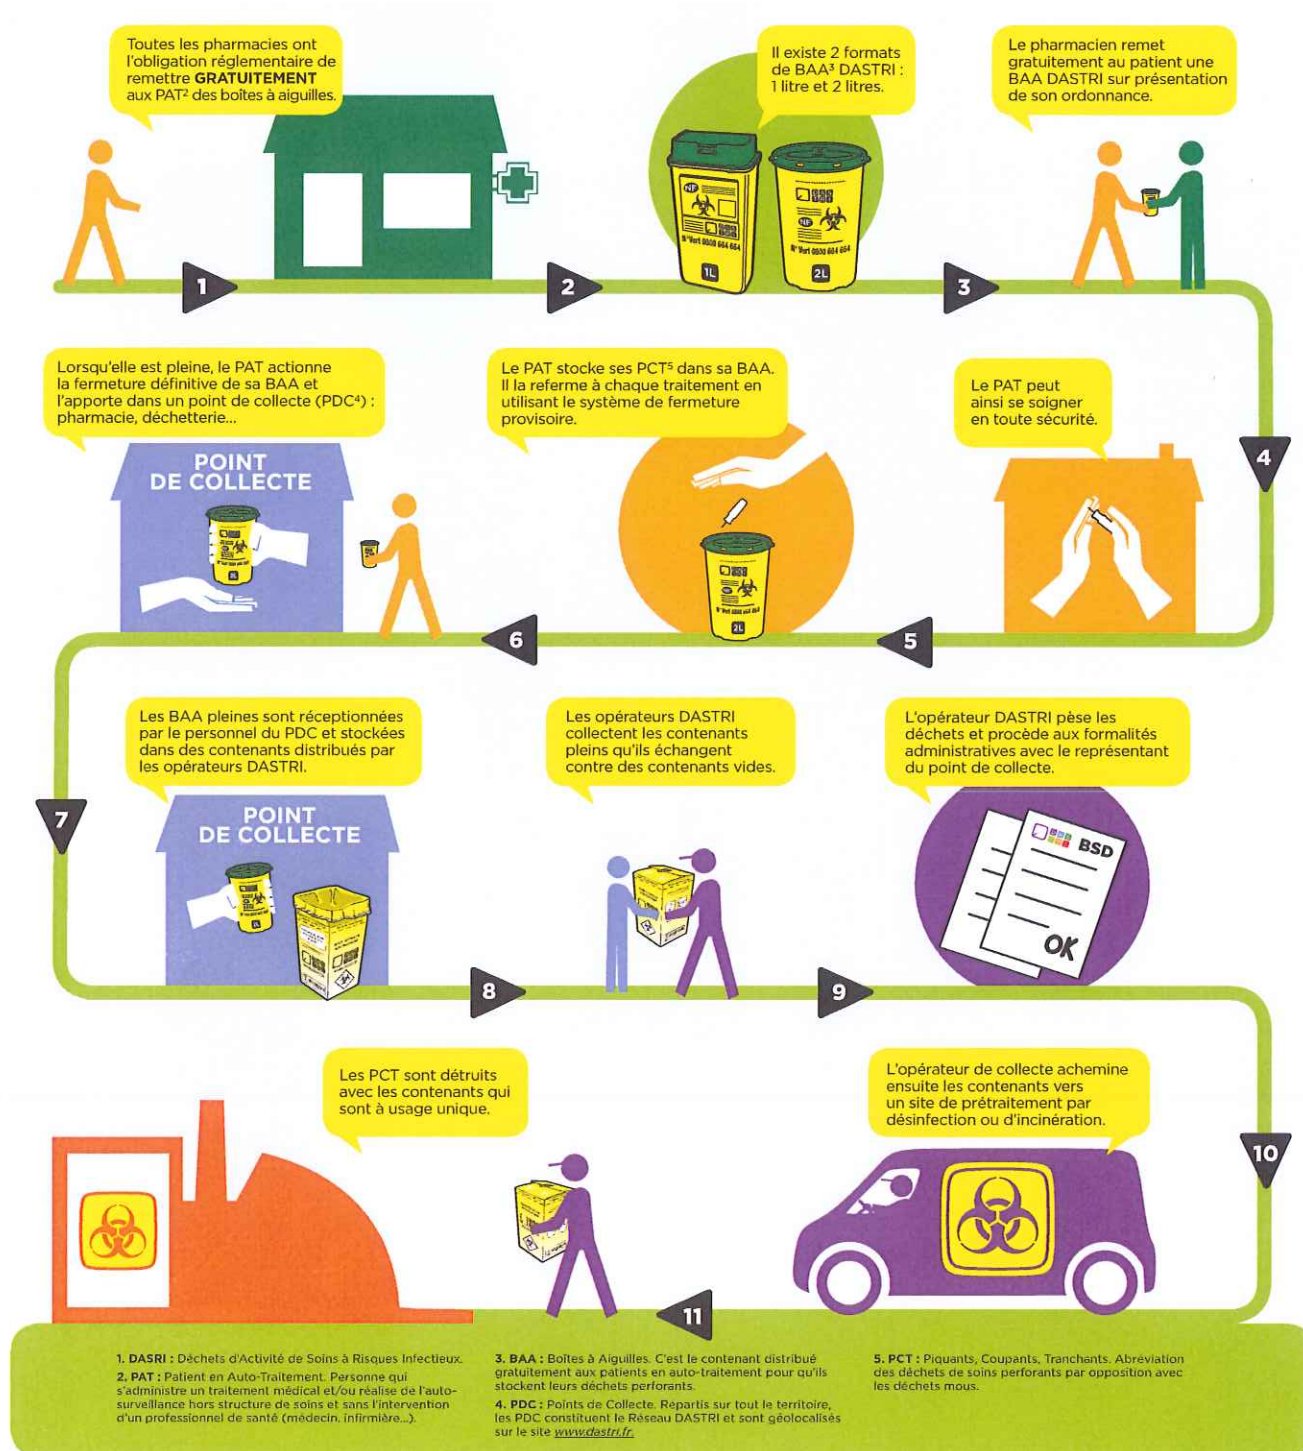 Toutes les pharmacies ont
l'obligation réglementaire de
remettre GRATUITEMENT
aux PAT² des boîtes à aiguilles.
Il existe 2 formats
de BAA³ DASTRI :
1 litre et 2 litres.
Le pharmacien remet
gratuitement au patient une
BAA DASTRI sur présentation
de son ordonnance.
NF
N° Vert 0800 664 664
1L
NF
N° Vert 0800 664 664
2L
1
2
3
Lorsqu'elle est pleine, le PAT actionne
la fermeture définitive de sa BAA et
l'apporte dans un point de collecte (PDC⁴) :
pharmacie, déchetterie...
Le PAT stocke ses PCT⁵ dans sa BAA.
Il la referme à chaque traitement en
utilisant le système de fermeture
provisoire.
Le PAT peut
ainsi se soigner
en toute sécurité.
4
POINT
DE COLLECTE
2L
2L
6
5
Les BAA pleines sont réceptionnées
par le personnel du PDC et stockées
dans des contenants distribués par
les opérateurs DASTRI.
Les opérateurs DASTRI
collectent les contenants
pleins qu'ils échangent
contre des contenants vides.
L'opérateur DASTRI pèse les
déchets et procède aux formalités
administratives avec le représentant
du point de collecte.
7
POINT
DE COLLECTE
BSD
OK
8
9
Les PCT sont détruits
avec les contenants qui
sont à usage unique.
L'opérateur de collecte achemine
ensuite les contenants vers
un site de prétraitement par
désinfection ou d'incinération.
10
11
1. DASRI : Déchets d'Activité de Soins à Risques Infectieux.
2. PAT : Patient en Auto-Traitement. Personne qui
s'administre un traitement médical et/ou réalise de l'auto-
surveillance hors structure de soins et sans l'intervention
d'un professionnel de santé (médecin, infirmière...).
3. BAA : Boîtes à Aiguilles. C'est le contenant distribué
gratuitement aux patients en auto-traitement pour qu'ils
stockent leurs déchets perforants.
4. PDC : Points de Collecte. Répartis sur tout le territoire,
les PDC constituent le Réseau DASTRI et sont géolocalisés
sur le site www.dastri.fr.
5. PCT : Piquants, Coupants, Tranchants. Abréviation
des déchets de soins perforants par opposition avec
les déchets mous.